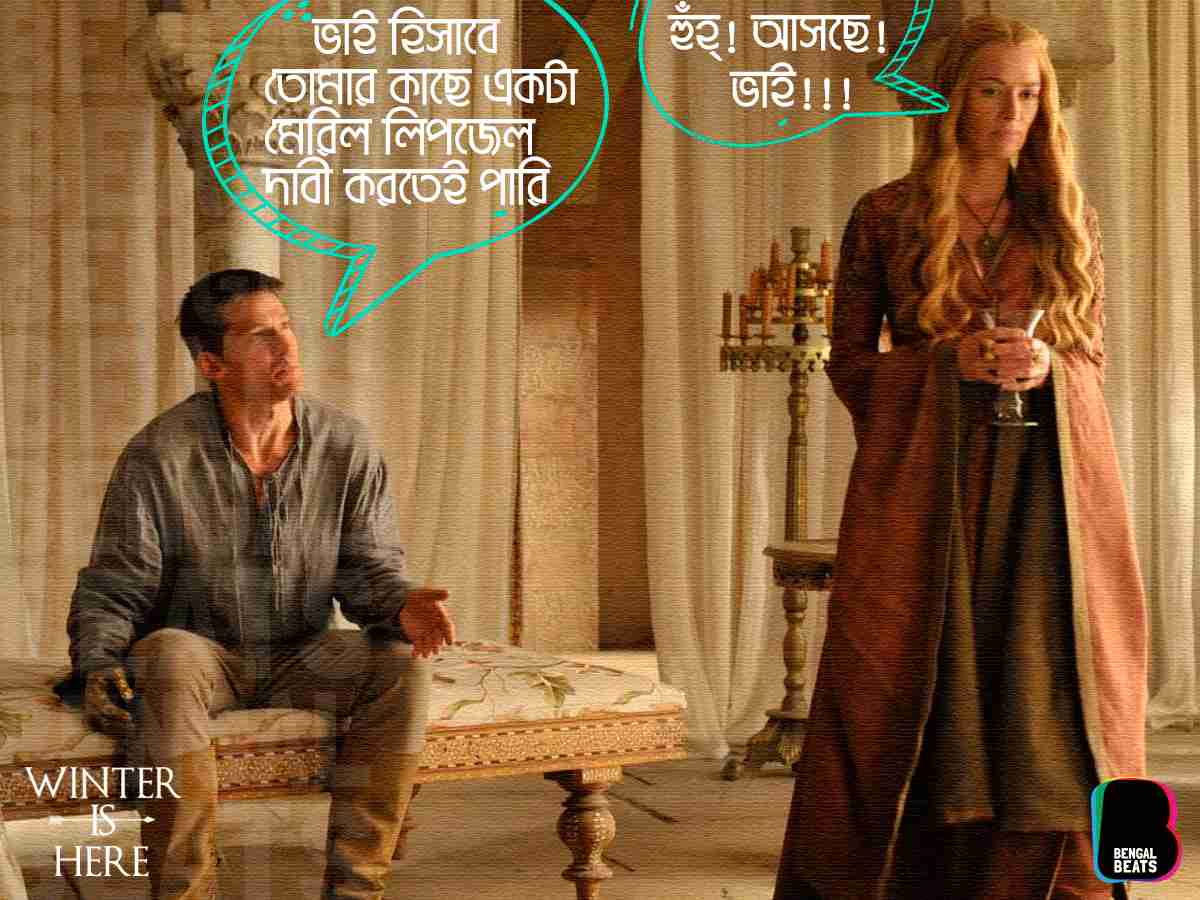 ভাই হিসাবে
তোমার কাছে একটা
মেরিল লিপজেল
দাবী করতেই পারি
হুঁহ্! আসছে!
ভাই!!!
WINTER
IS
HERE
BENGAL
BEATS